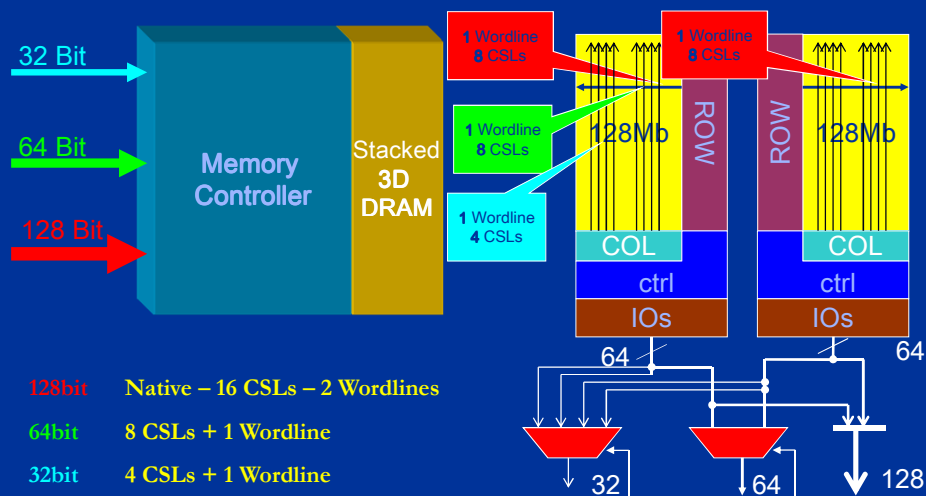 32 Bit
64 Bit
128 Bit
Memory
Controller
Stacked
3D
DRAM
1 Wordline
8 CSLs
1 Wordline
8 CSLs
1 Wordline
8 CSLs
1 Wordline
4 CSLs
128Mb
ROW
COL
ctrl
IOs
64
ROW
128Mb
COL
ctrl
IOs
64
32
64
128
128bit Native – 16 CSLs – 2 Wordlines
64bit 8 CSLs + 1 Wordline
32bit 4 CSLs + 1 Wordline